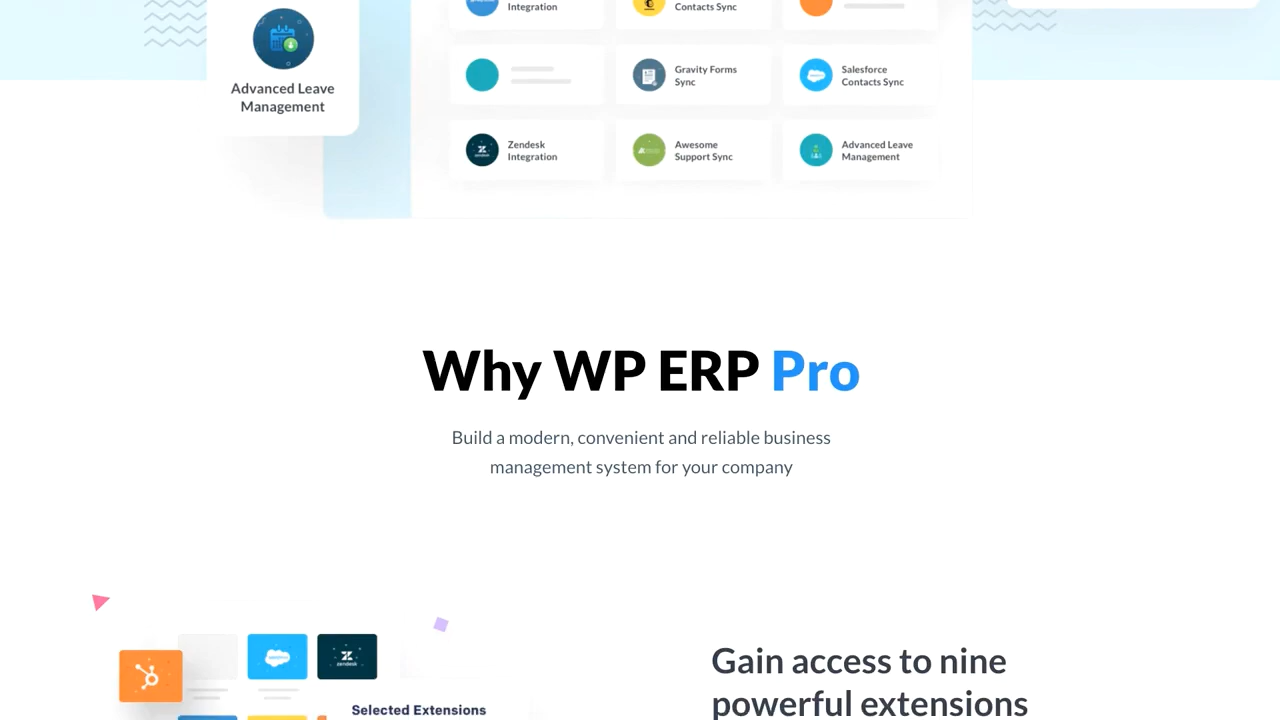 Integration
Contacts Sync
Advanced Leave
Management
Gravity Forms
Sync
Salesforce
Contacts Sync
Zendesk
Integration
Awesome
Support Sync
Advanced Leave
Management
Why WP ERP Pro
Build a modern, convenient and reliable business
management system for your company
zendesk
Selected Extensions
Gain access to nine
powerful extensions